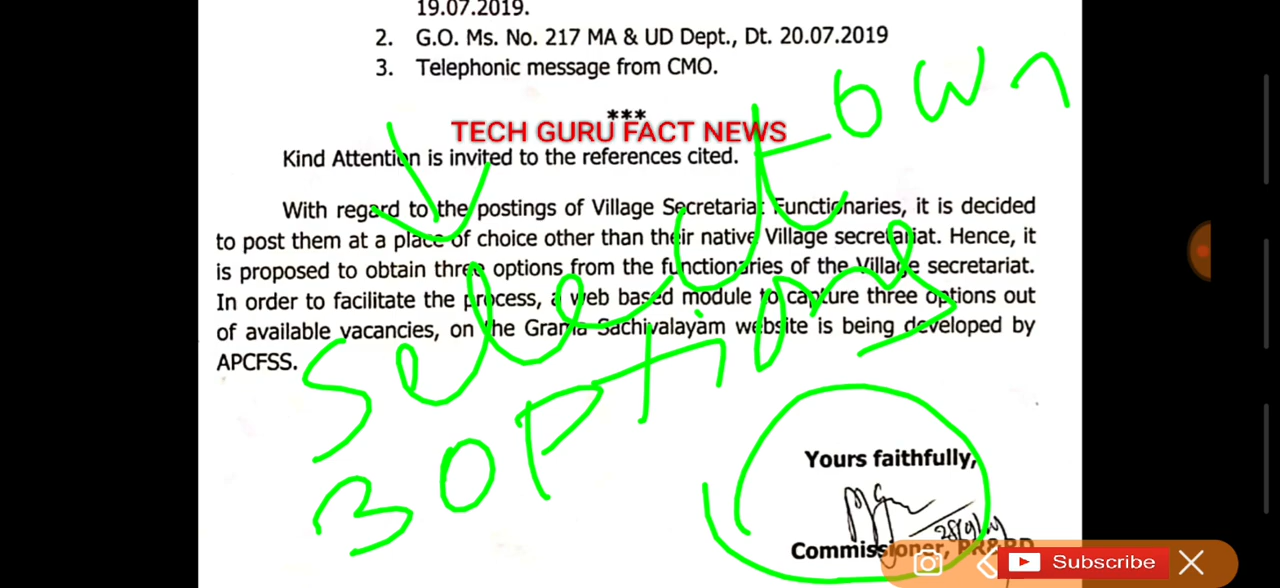 19.07.2019.
2. G.O. Ms. No. 217 MA & UD Dept., Dt. 20.07.2019
3. Telephonic message from CMO.
own
***
TECH GURU FACT NEWS
Kind Attention is invited to the references cited.
With regard to the postings of Village Secretariat Functionaries, it is decided
to post them at a place of choice other than their native Village secretariat. Hence, it
is proposed to obtain three options from the functionaries of the Village secretariat.
In order to facilitate the process, a web based module to capture three options out
of available vacancies, on the Grama Sachivalayam website is being developed by
APCFSS.
select
3 options
Yours faithfully,
Commissioner, PR&RD
Subscribe